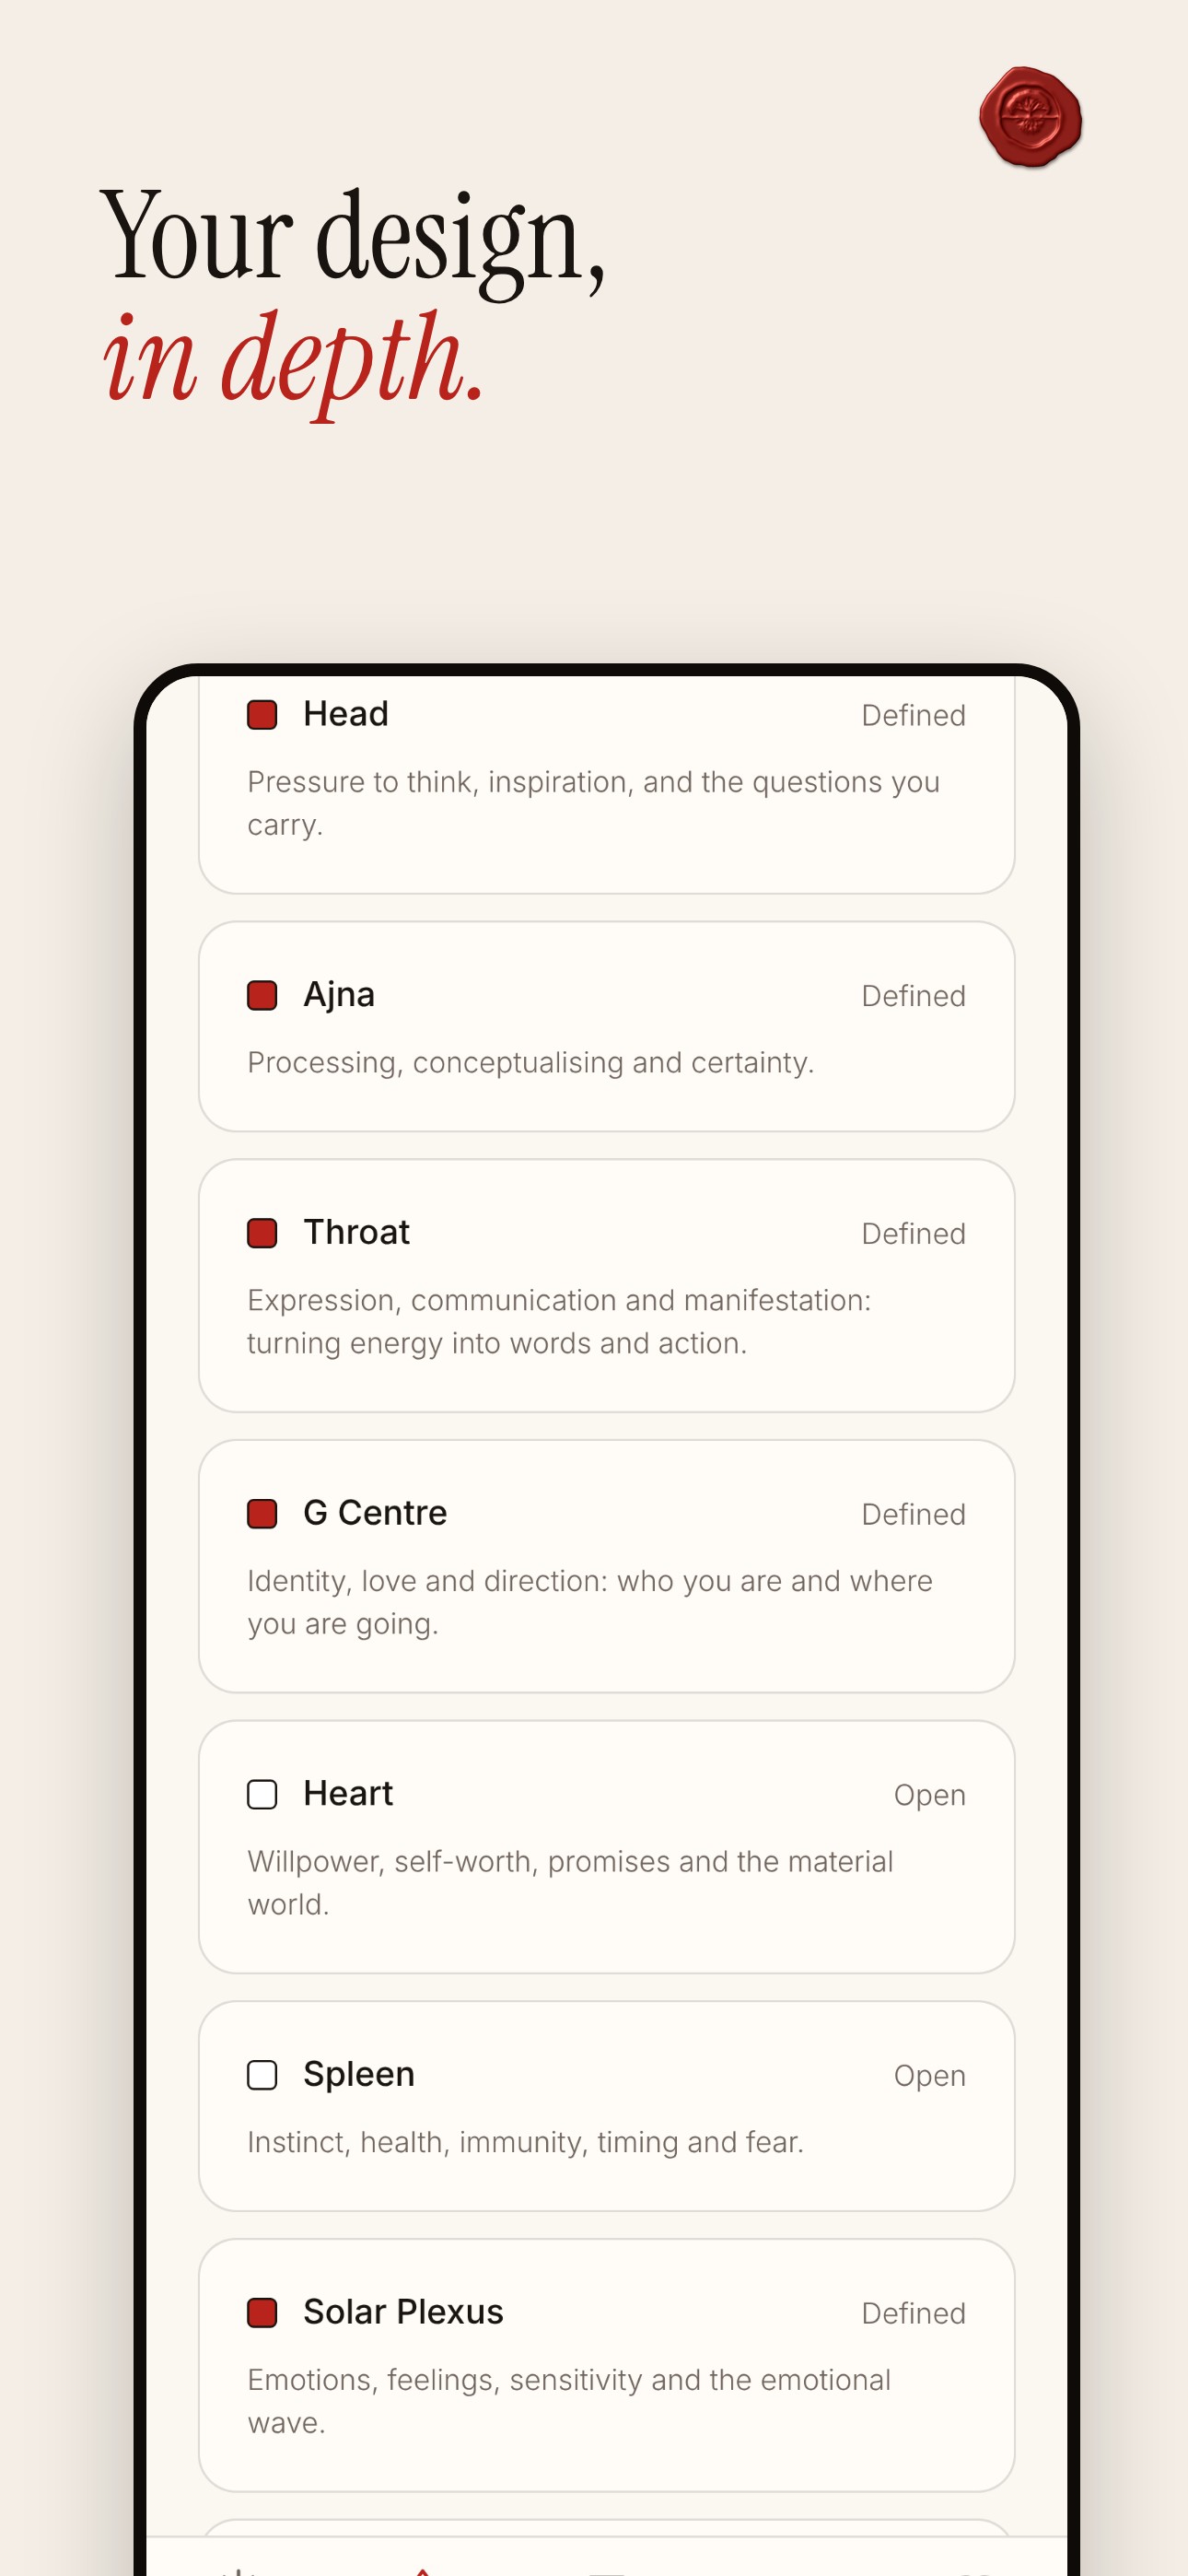 Your design,
in depth.
Head
Defined
Pressure to think, inspiration, and the questions you
carry.
Ajna
Defined
Processing, conceptualising and certainty.
Throat
Defined
Expression, communication and manifestation:
turning energy into words and action.
G Centre
Defined
Identity, love and direction: who you are and where
you are going.
Heart
Open
Willpower, self-worth, promises and the material
world.
Spleen
Open
Instinct, health, immunity, timing and fear.
Solar Plexus
Defined
Emotions, feelings, sensitivity and the emotional
wave.